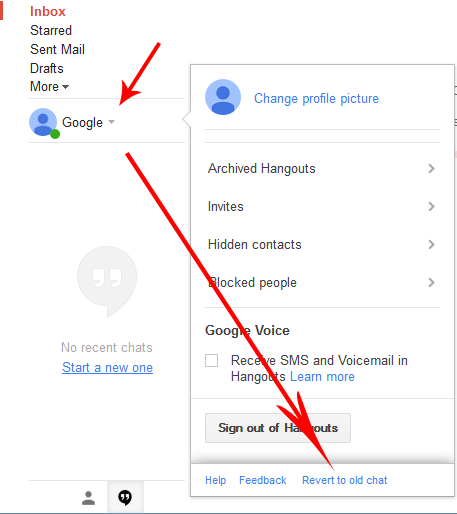 Inbox
Starred
Sent Mail
Drafts
More
Google
No recent chats
Start a new one
Change profile picture
Archived Hangouts
Invites
Hidden contacts
Blocked people
Google Voice
Receive SMS and Voicemail in
Hangouts Learn more
Sign out of Hangouts
Help Feedback Revert to old chat